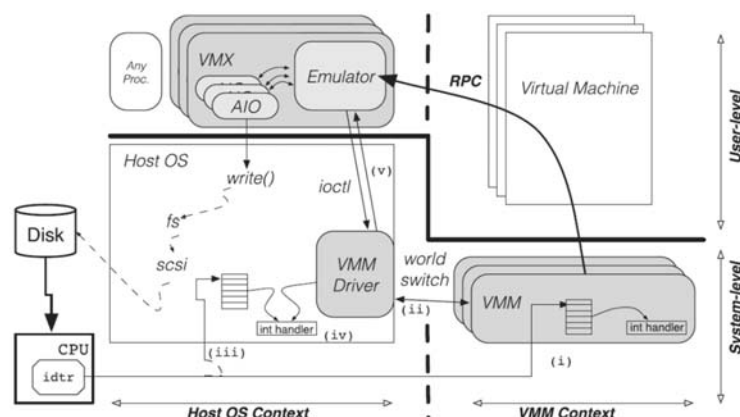 Any
Proc.
VMX
AIO
Emulator
RPC
Virtual Machine
User-level
Host OS
write()
ioctl
(v)
fs
scsi
Disk
VMM
Driver
world
switch
(ii)
VMM
int handler
int handler
(iv)
(iii)
(i)
CPU
idtr
System-level
Host OS Context
VMM Context